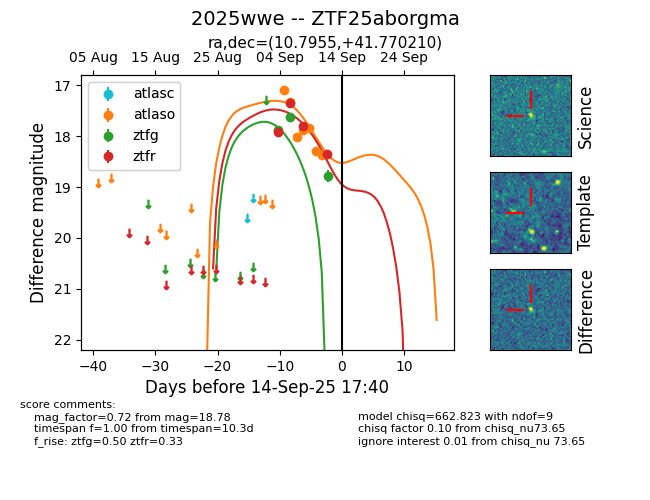 2025wwe -- ZTF25aborgma
ra,dec=(10.7955,+41.770210)
05 Aug 15 Aug 25 Aug 04 Sep 14 Sep 24 Sep
17
18
19
20
21
22
Difference magnitude
atlasc
atlaso
ztfg
ztfr
−40 −30 −20 −10 0 10
Days before 14-Sep-25 17:40
Science
Template
Difference
score comments:
mag_factor=0.72 from mag=18.78
timespan f=1.00 from timespan=10.3d
f_rise: ztfg=0.50 ztfr=0.33
model chisq=662.823 with ndof=9
chisq factor 0.10 from chisq_nu73.65
ignore interest 0.01 from chisq_nu 73.65